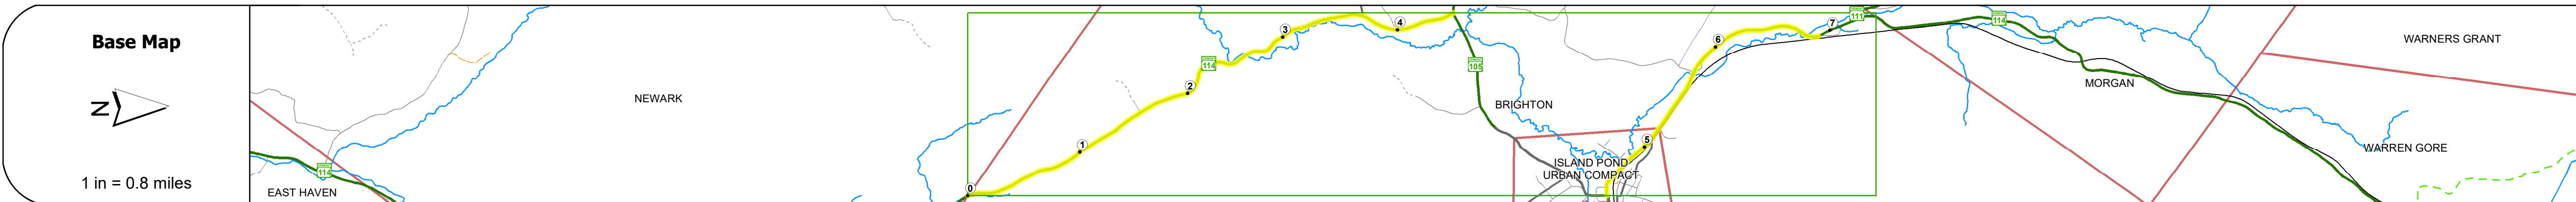 Base Map
N
1 in = 0.8 miles
114
EAST HAVEN
NEWARK
0
1
2
114
3
4
105
BRIGHTON
ISLAND POND
URBAN COMPACT
5
6
7
111
114
MORGAN
WARNERS GRANT
WARREN GORE